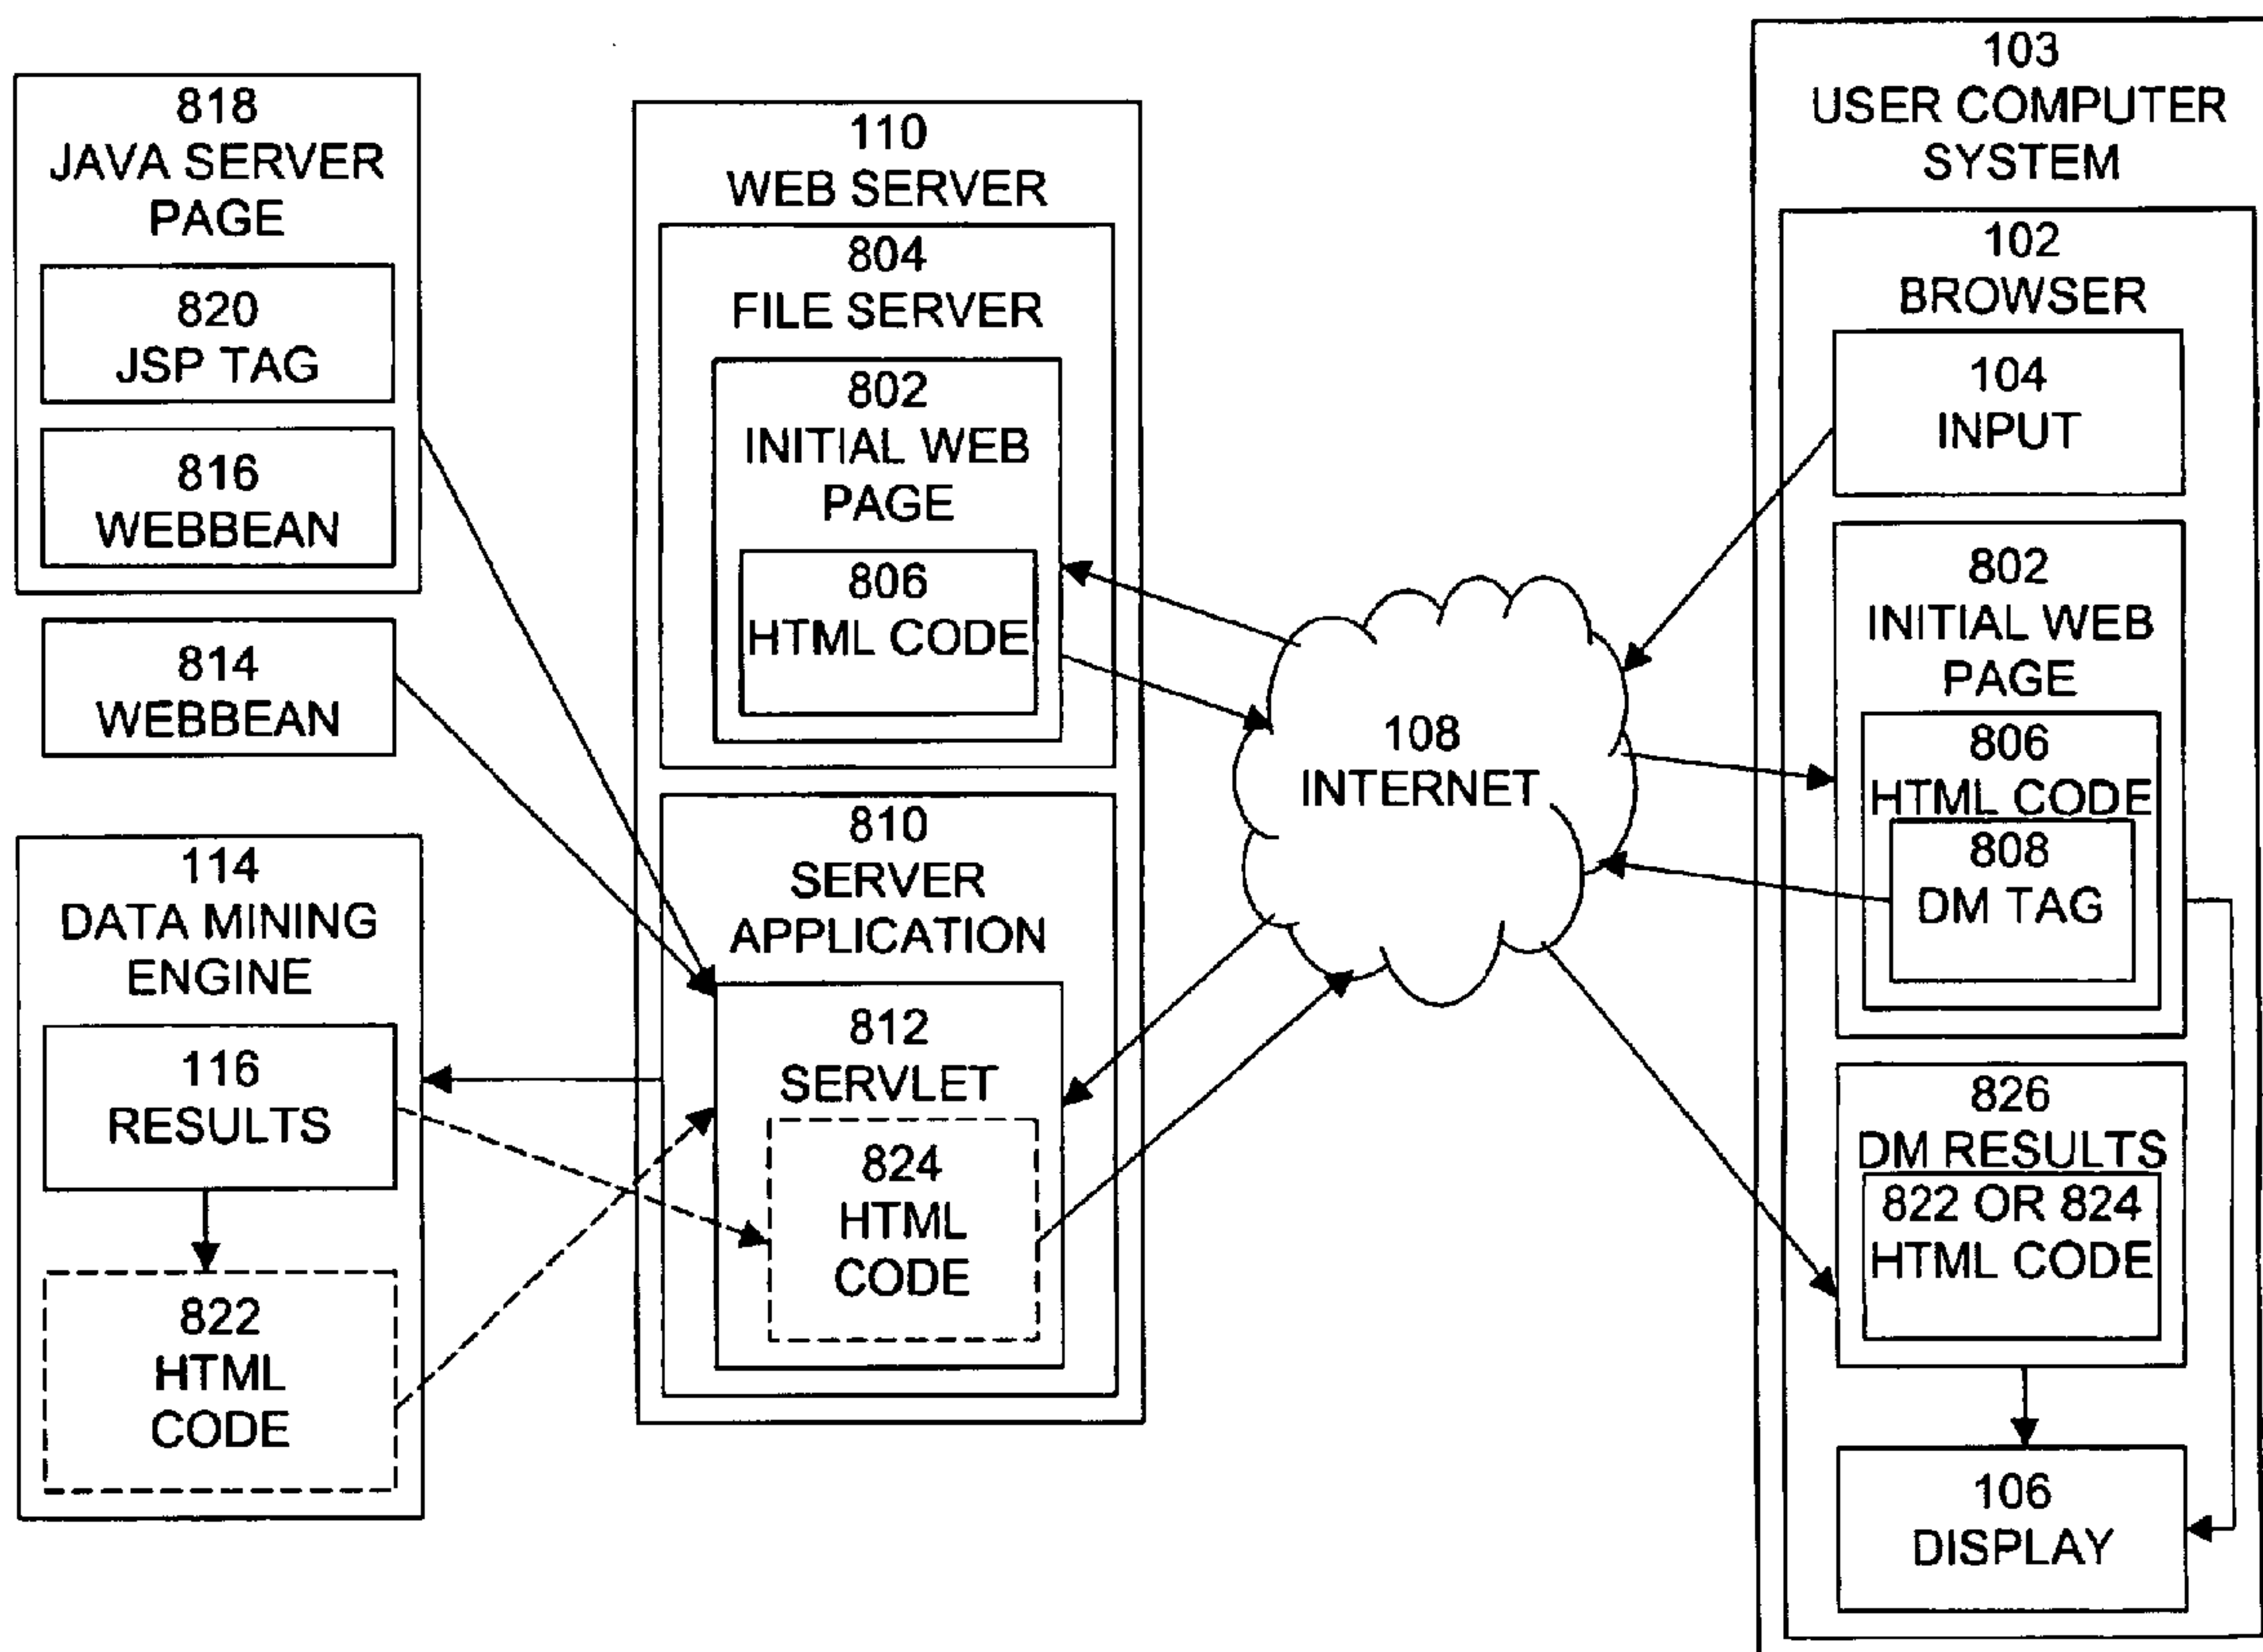 818
JAVA SERVER
PAGE
820
JSP TAG
816
WEBBEAN
814
WEBBEAN
114
DATA MINING
ENGINE
116
RESULTS
822
HTML
CODE
110
WEB SERVER
804
FILE SERVER
802
INITIAL WEB
PAGE
806
HTML CODE
810
SERVER
APPLICATION
812
SERVLET
824
HTML
CODE
108
INTERNET
103
USER COMPUTER
SYSTEM
102
BROWSER
104
INPUT
802
INITIAL WEB
PAGE
806
HTML CODE
808
DM TAG
826
DM RESULTS
822 OR 824
HTML CODE
106
DISPLAY